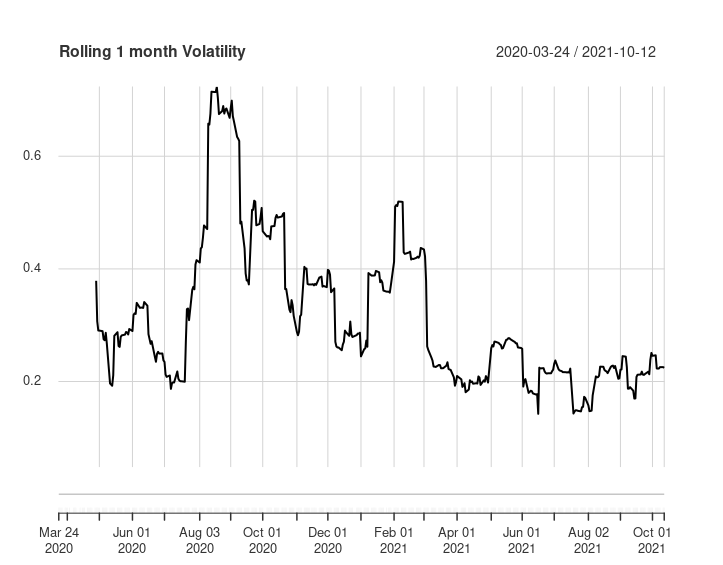 Rolling 1 month Volatility 2020-03-24 / 2021-10-12
0.6
0.4
0.2
Mar 24 Jun 01 Aug 03 Oct 01 Dec 01 Feb 01 Apr 01 Jun 01 Aug 02 Oct 01
2020 2020 2020 2020 2020 2021 2021 2021 2021 2021